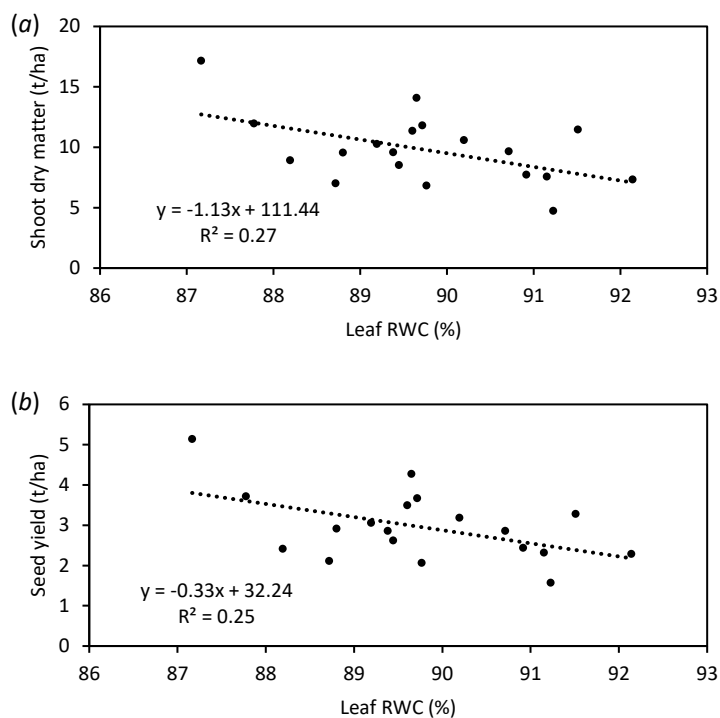 (a)
20
15
10
5
0
Shoot dry matter (t/ha)
y = -1.13x + 111.44
R² = 0.27
86 87 88 89 90 91 92 93
Leaf RWC (%)
(b)
6
5
4
3
2
1
0
Seed yield (t/ha)
y = -0.33x + 32.24
R² = 0.25
86 87 88 89 90 91 92 93
Leaf RWC (%)